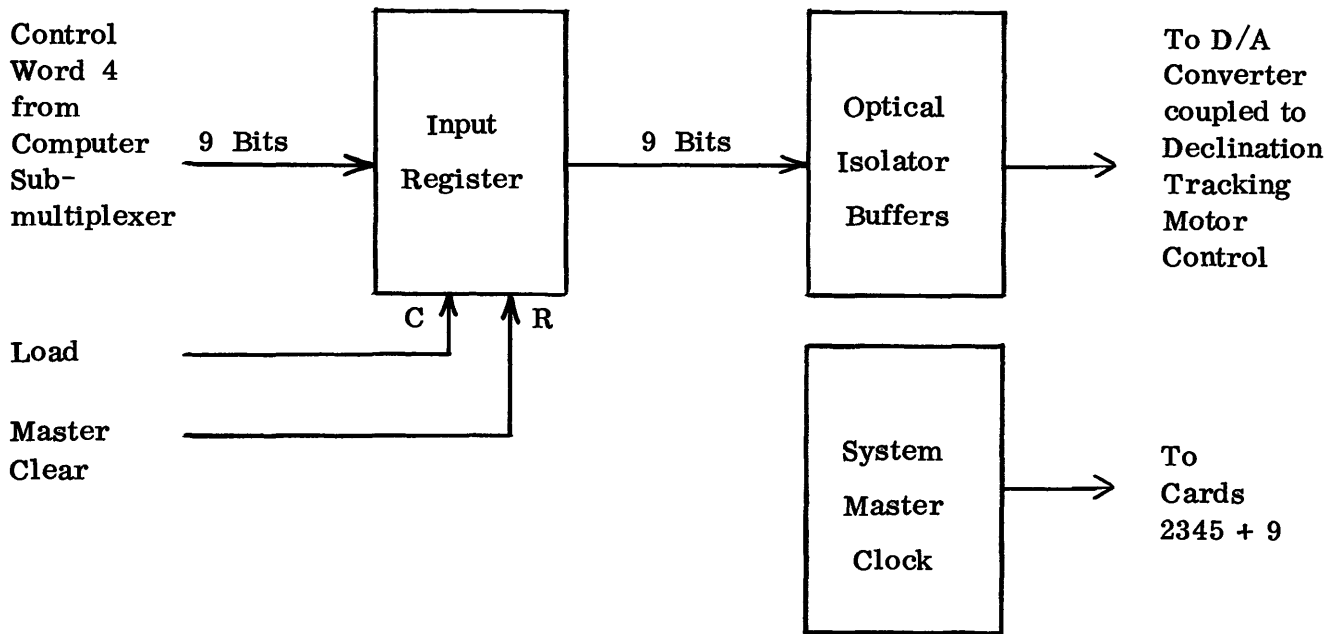 Control
Word 4
from
Computer
Sub-
multiplexer
9 Bits
Input
Register
C
R
9 Bits
Optical
Isolator
Buffers
To D/A
Converter
coupled to
Declination
Tracking
Motor
Control
Load
Master
Clear
System
Master
Clock
To
Cards
2345 + 9